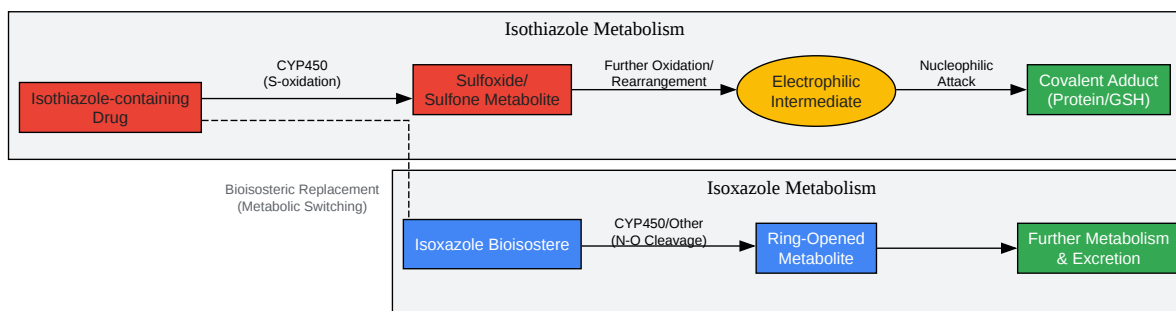 Isothiazole Metabolism
Isothiazole-containing
Drug
CYP450
(S-oxidation)
Sulfoxide/
Sulfone Metabolite
Further Oxidation/
Rearrangement
Electrophilic
Intermediate
Nucleophilic
Attack
Covalent Adduct
(Protein/GSH)
Bioisosteric Replacement
(Metabolic Switching)
Isoxazole Metabolism
Isoxazole Bioisostere
CYP450/Other
(N-O Cleavage)
Ring-Opened
Metabolite
Further Metabolism
& Excretion